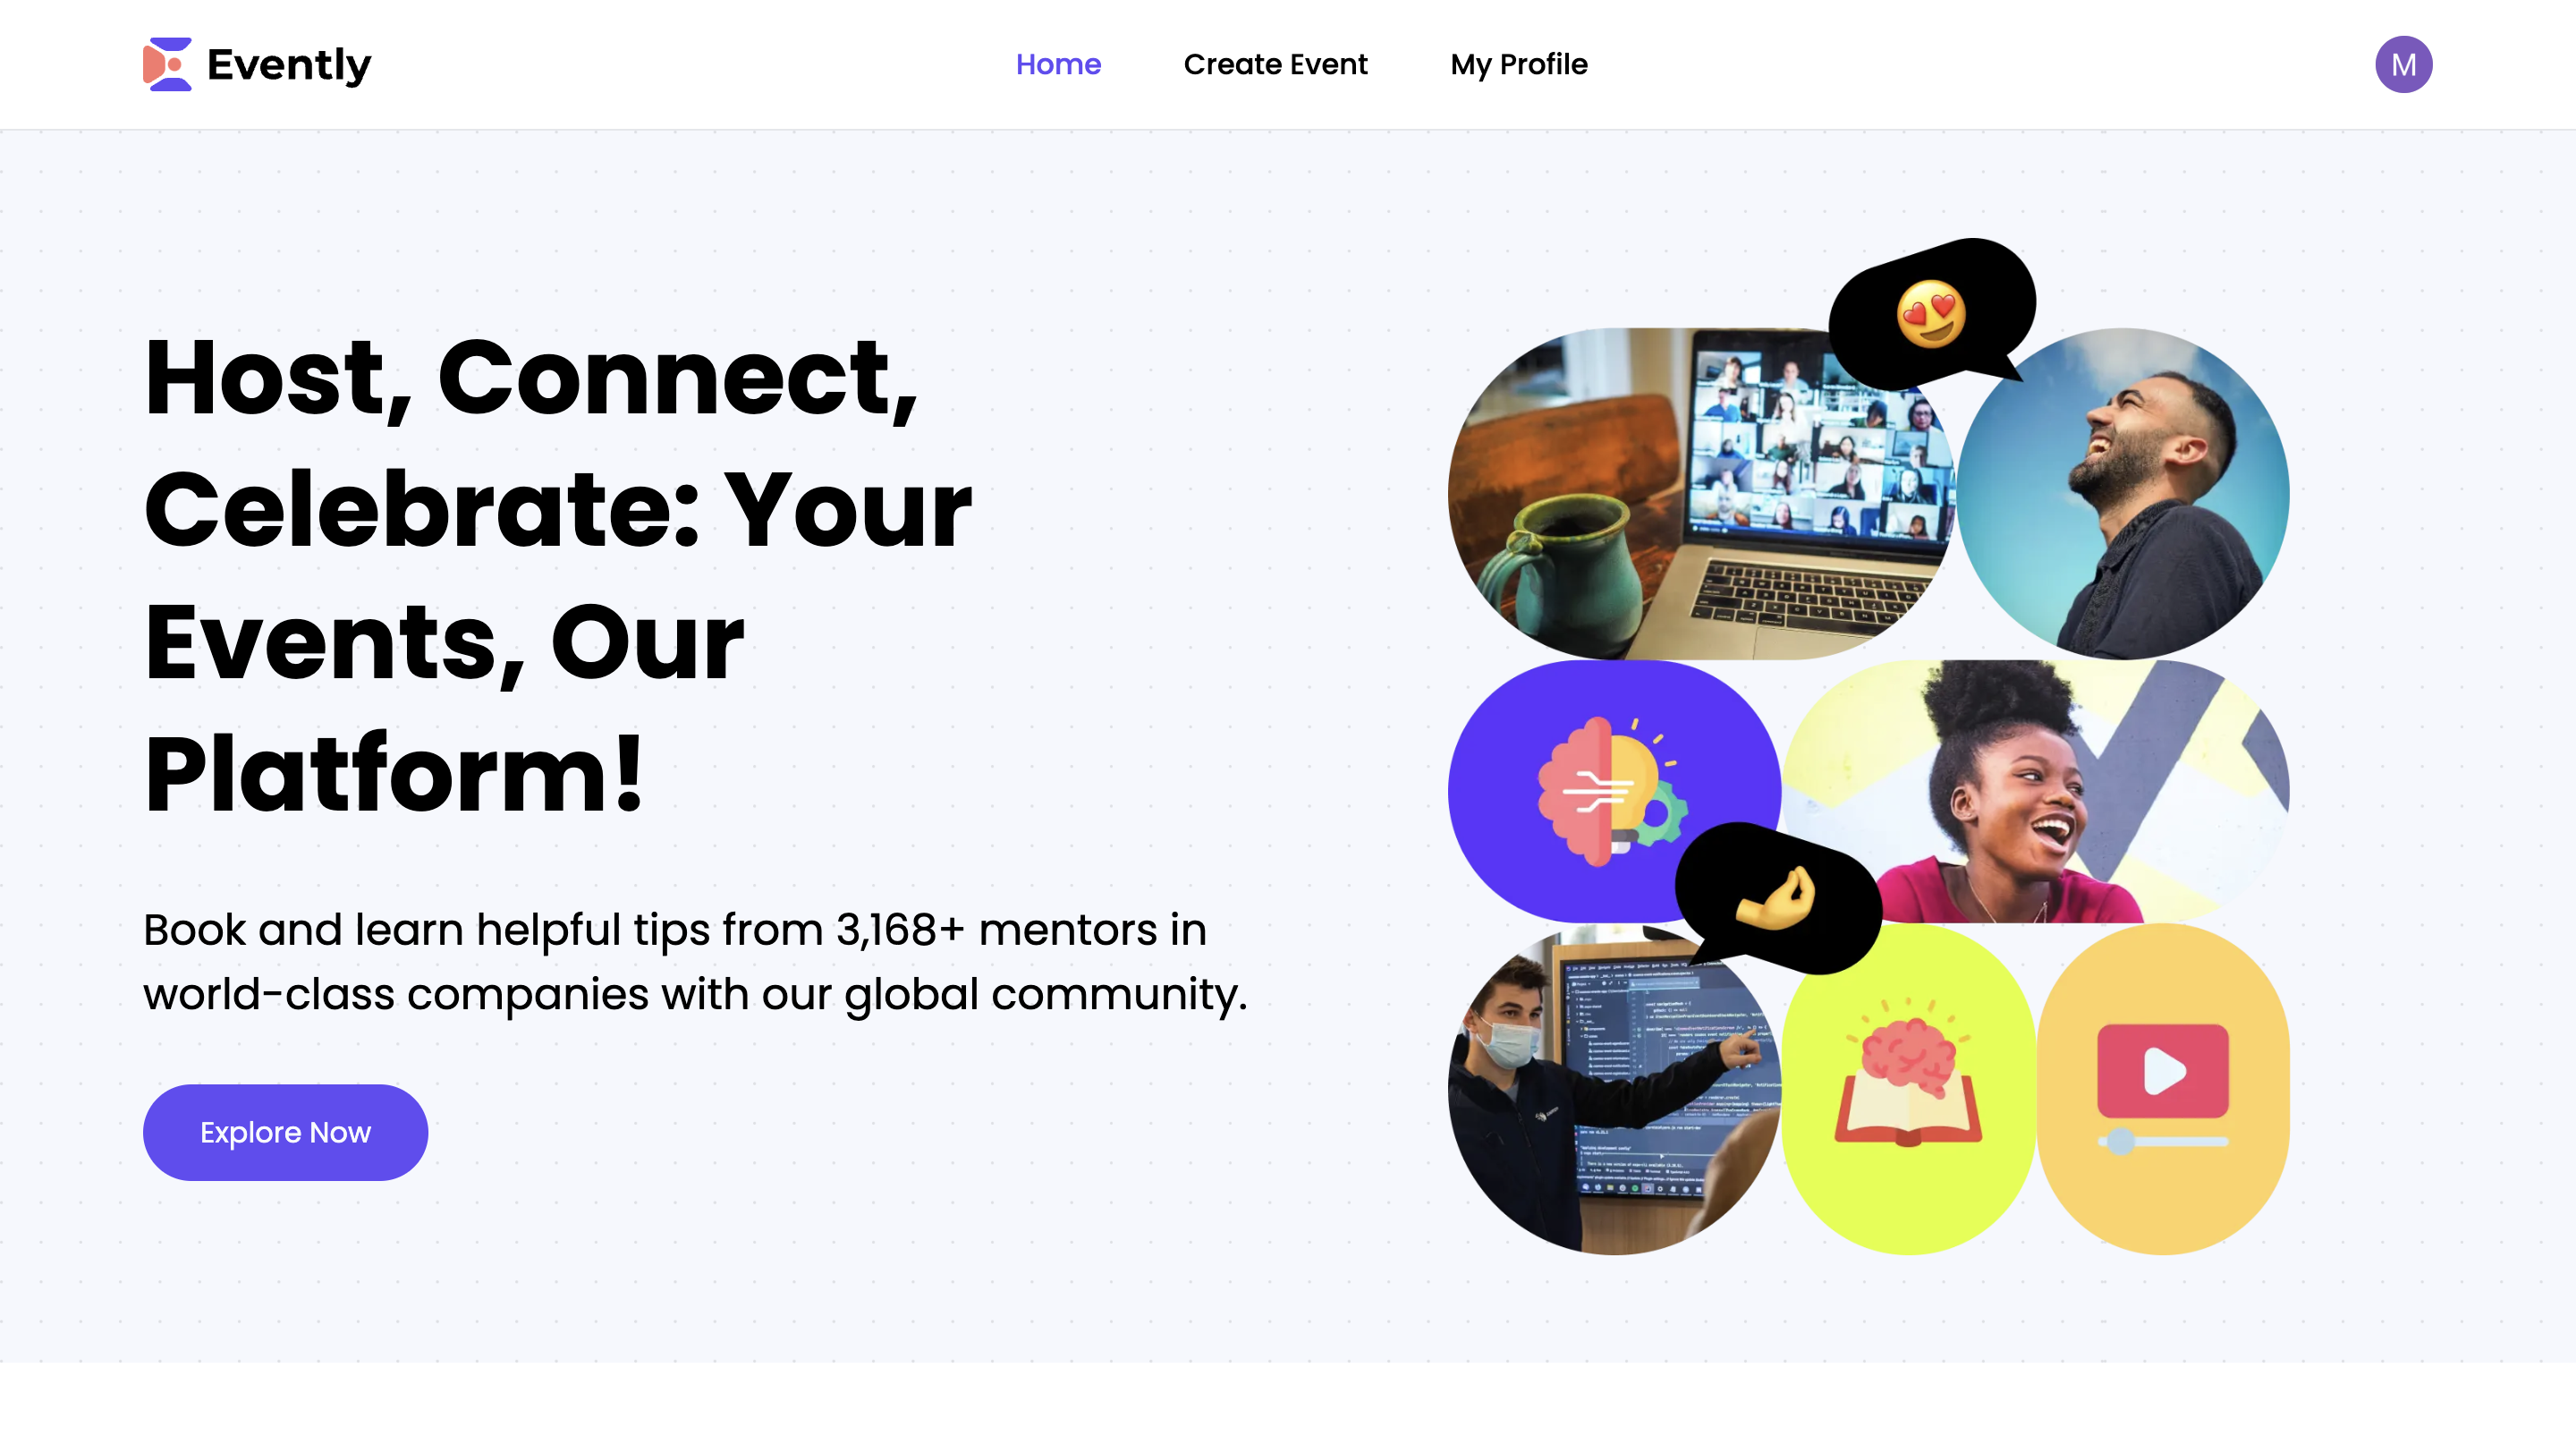 Evently
Home
Create Event
My Profile
M
Host, Connect,
Celebrate: Your
Events, Our
Platform!
Book and learn helpful tips from 3,168+ mentors in
world-class companies with our global community.
Explore Now